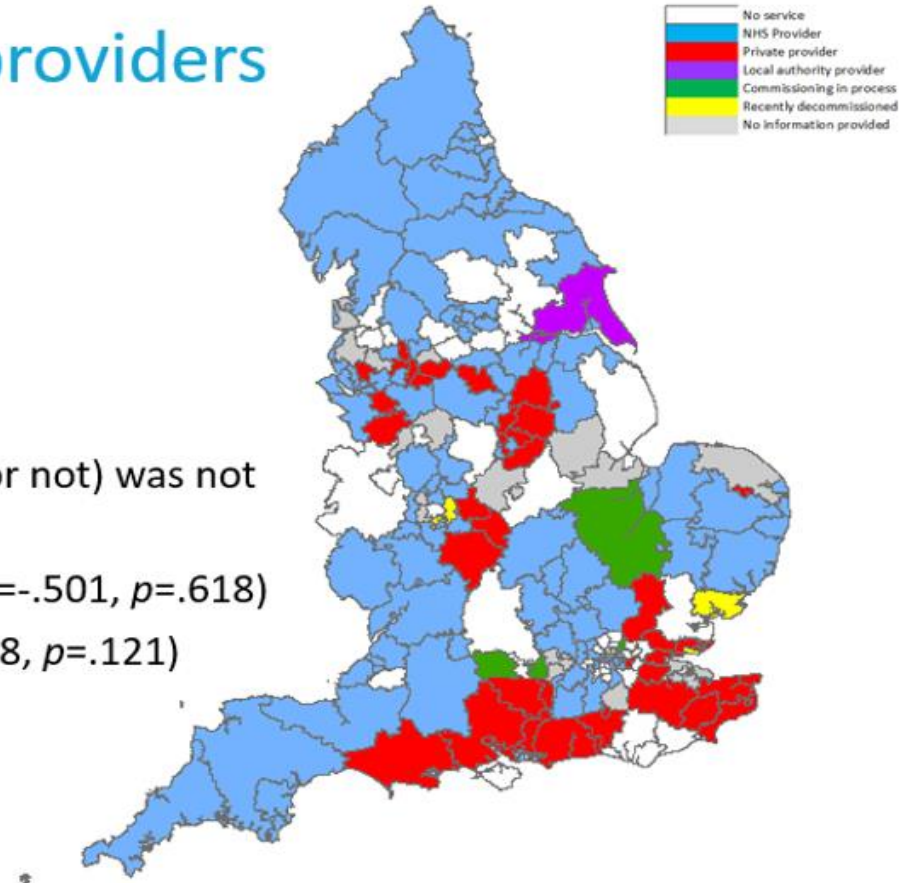 roviders
No service
NHS Provider
Private provider
Local authority provider
Commissioning in process
Recently decommissioned
No information provided
or not) was not
=-.501, p=.618)
8, p=.121)